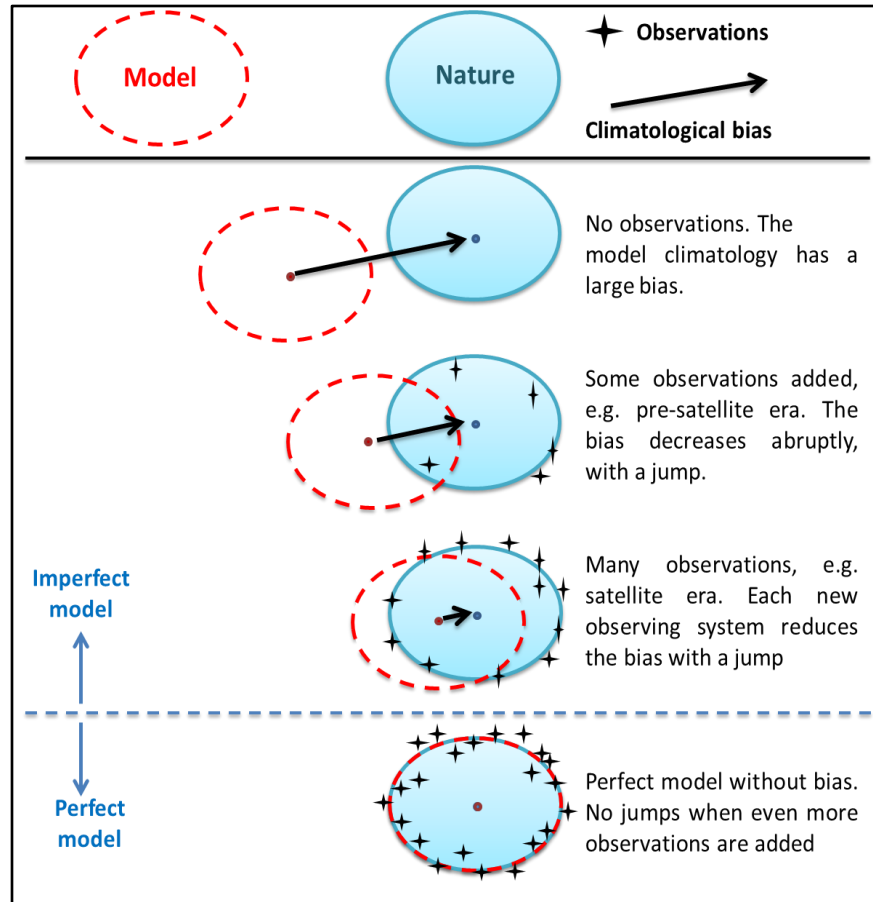 Model
Nature
Observations
Climatological bias
No observations. The
model climatology has a
large bias.
Some observations added,
e.g. pre-satellite era. The
bias decreases abruptly,
with a jump.
Imperfect
model
Many observations, e.g.
satellite era. Each new
observing system reduces
the bias with a jump
Perfect
model
Perfect model without bias.
No jumps when even more
observations are added